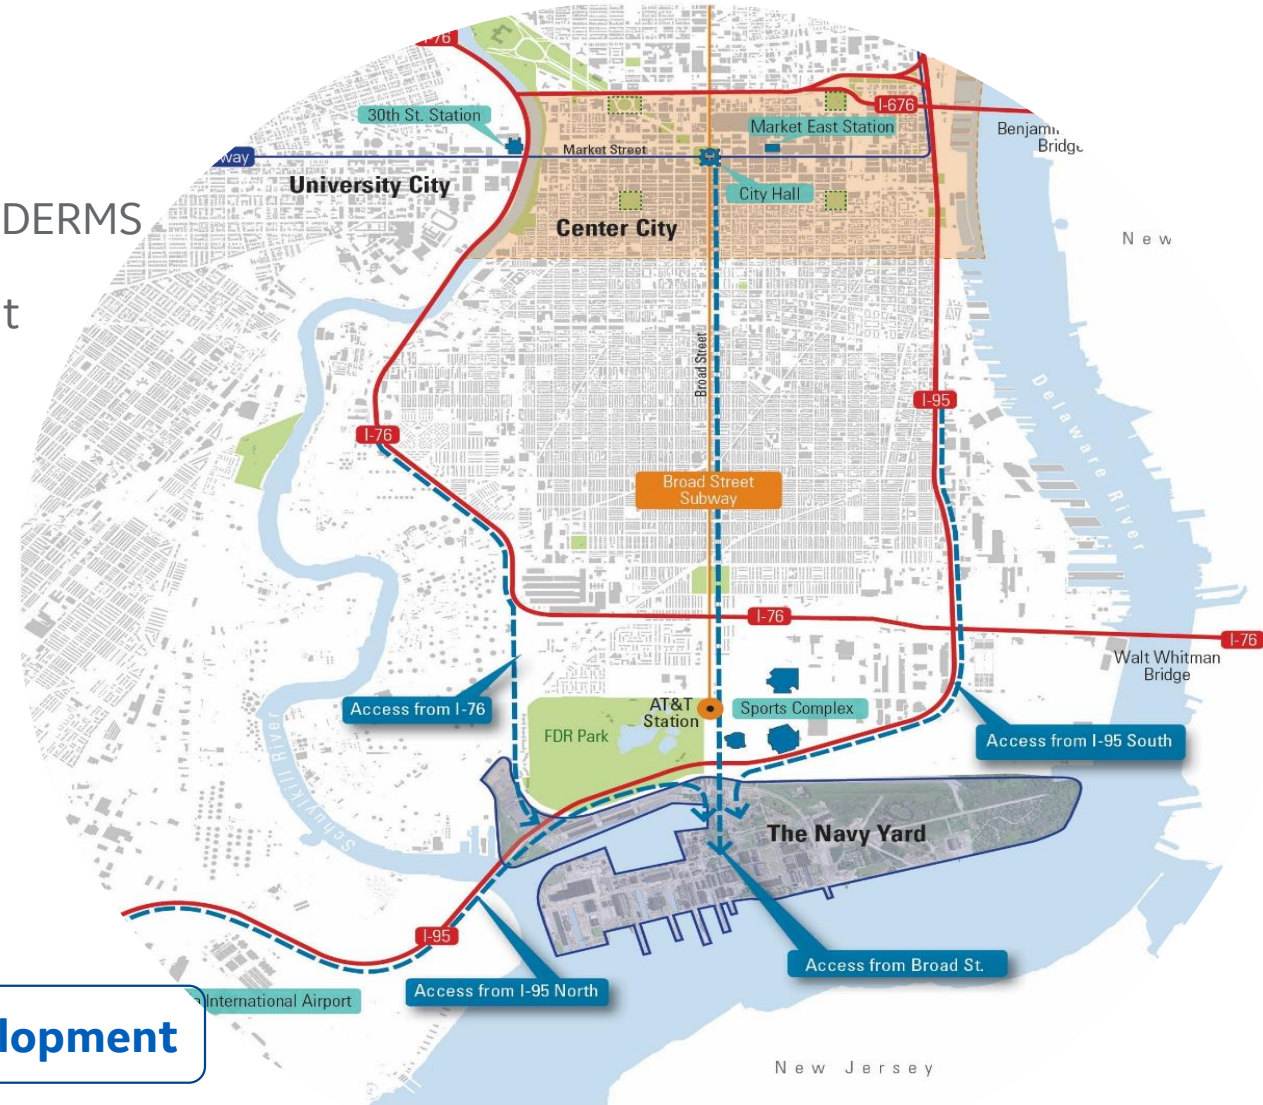 I-76
30th St. Station
I-676
Market East Station
Benjami
Bridge
way
Market Street
University City
City Hall
DERMS
Center City
New
t
Broad Street
I-95
Delaware River
I-76
Broad Street
Subway
I-76
I-76
Walt Whitman
Bridge
Access from I-76
AT&T
Station
Sports Complex
FDR Park
Access from I-95 South
Schuylkill River
The Navy Yard
I-95
Access from Broad St.
Access from I-95 North
International Airport
lopment
New Jersey